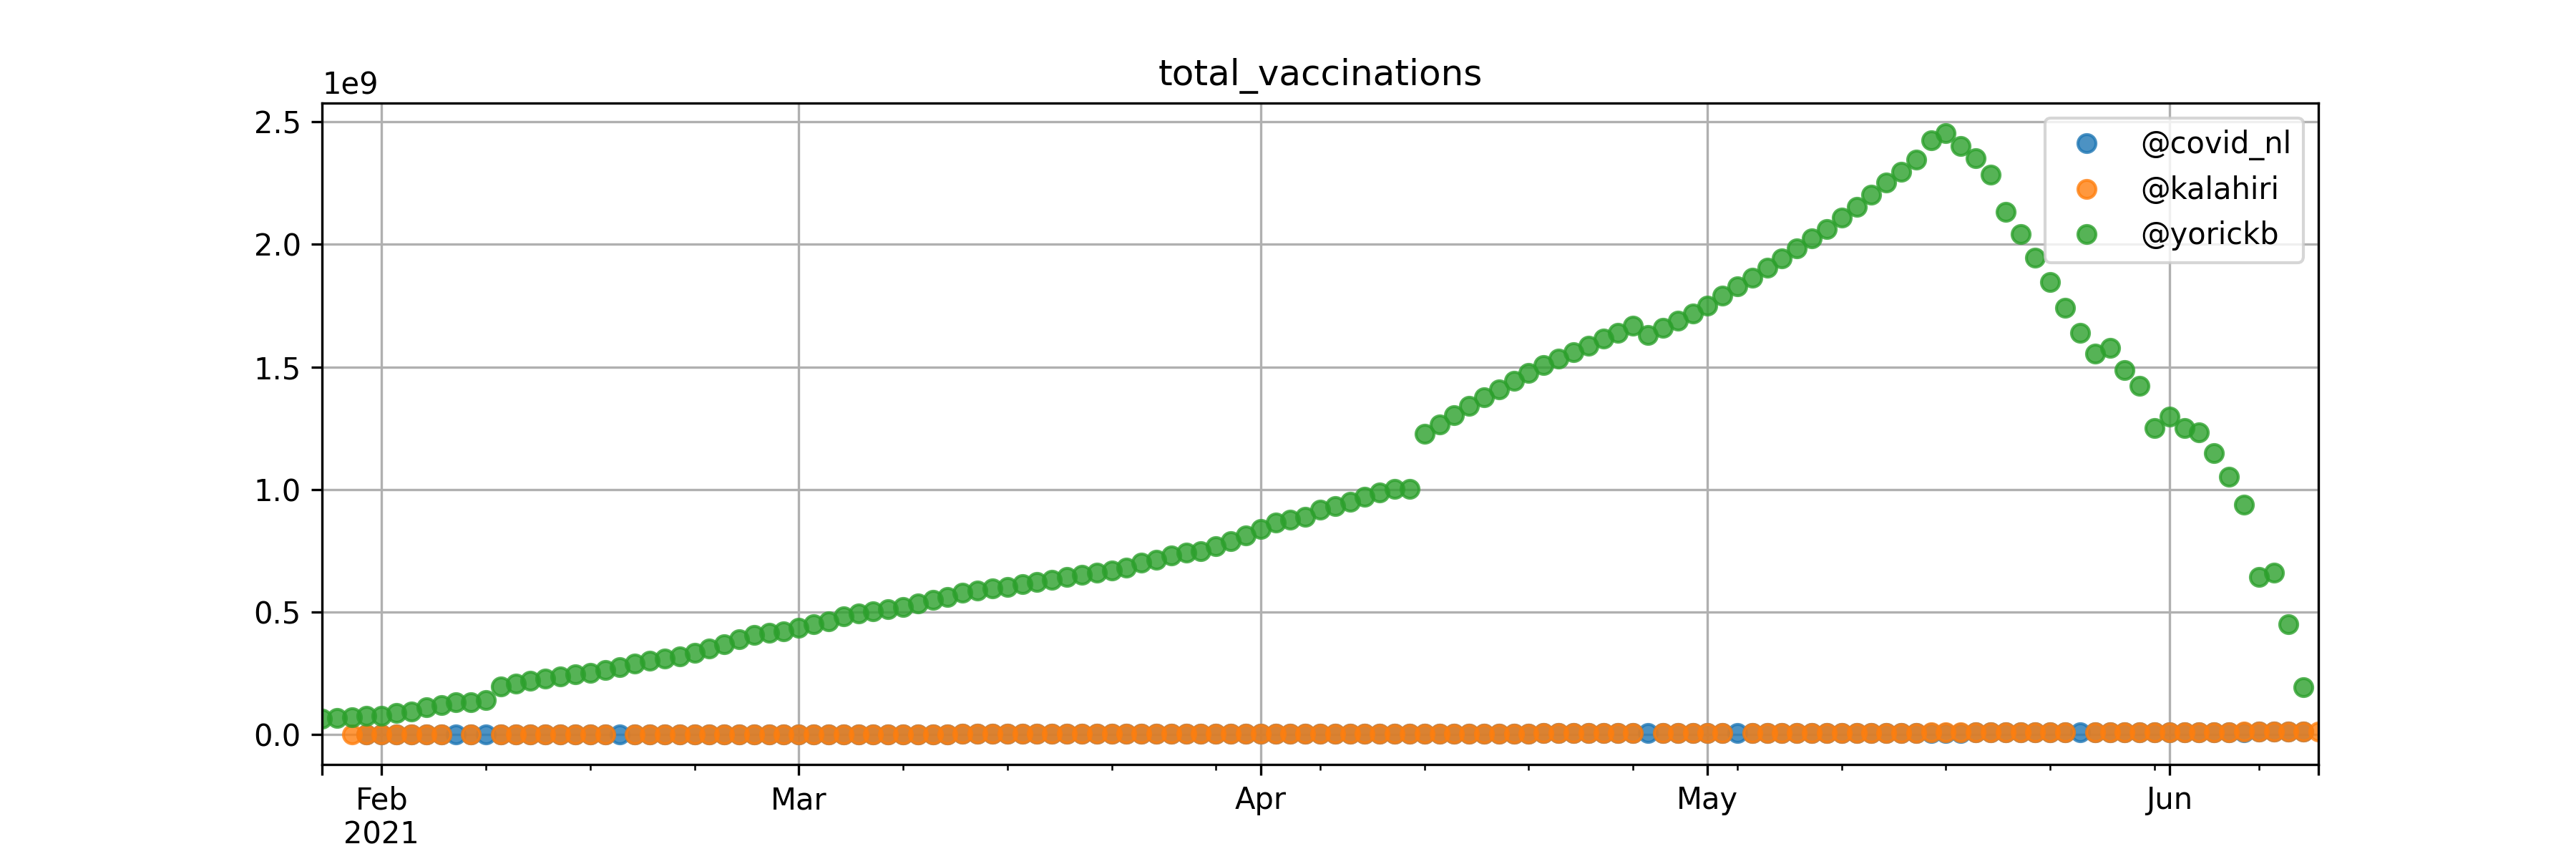 total_vaccinations
1e9
2.5
2.0
1.5
1.0
0.5
0.0
@covid_nl
@kalahiri
@yorickb
Feb Mar Apr May Jun
2021